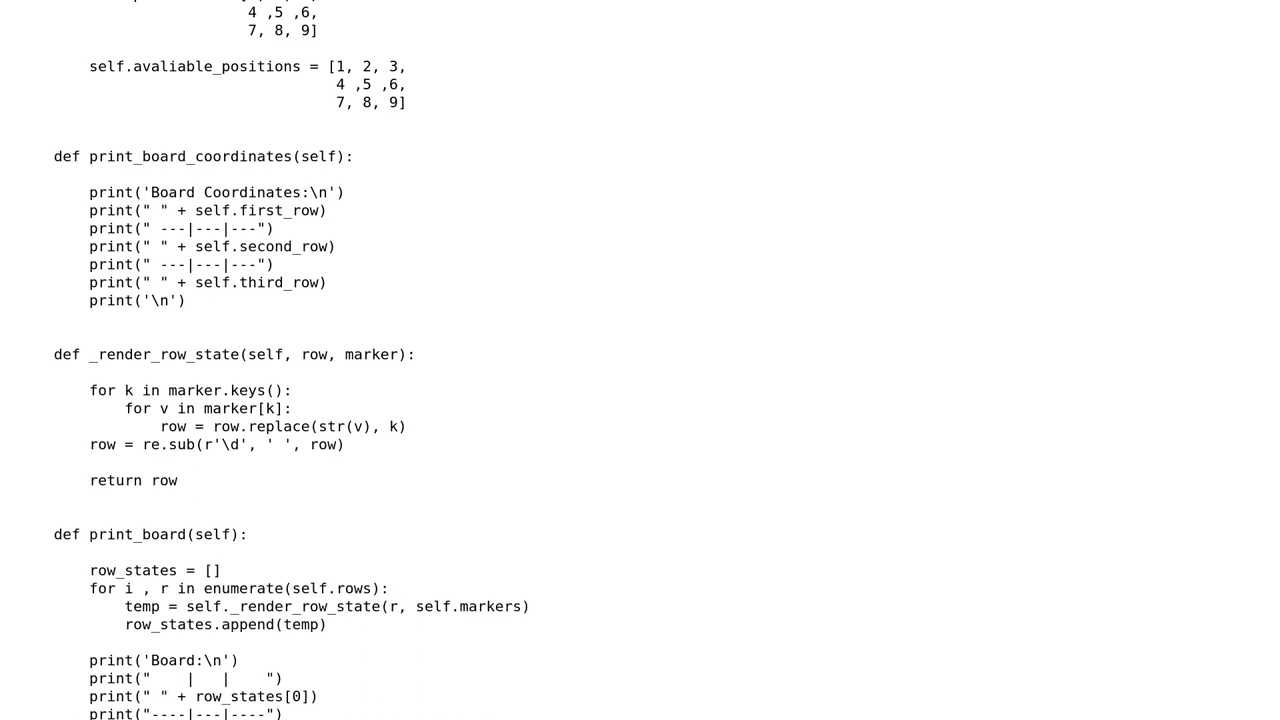 4 ,5 ,6,
                      7, 8, 9]

    self.avaliable_positions = [1, 2, 3,
                                4 ,5 ,6,
                                7, 8, 9]


def print_board_coordinates(self):

    print('Board Coordinates:\n')
    print(" " + self.first_row)
    print(" ---|---|---")
    print(" " + self.second_row)
    print(" ---|---|---")
    print(" " + self.third_row)
    print('\n')


def _render_row_state(self, row, marker):

    for k in marker.keys():
        for v in marker[k]:
            row = row.replace(str(v), k)
    row = re.sub(r'\d', ' ', row)

    return row


def print_board(self):

    row_states = []
    for i , r in enumerate(self.rows):
        temp = self._render_row_state(r, self.markers)
        row_states.append(temp)

    print('Board:\n')
    print("    |   |    ")
    print(" " + row_states[0])
    print("----|---|----")